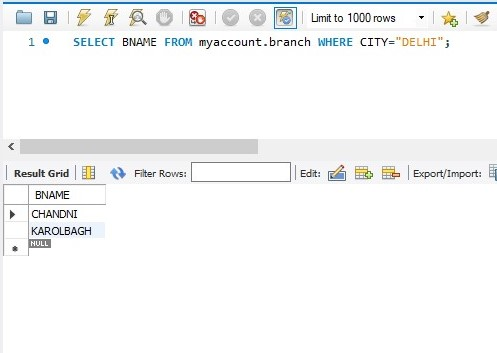 Limit to 1000 rows
1 SELECT BNAME FROM myaccount.branch WHERE CITY="DELHI";
Result Grid Filter Rows: Edit: Export/Import:
BNAME
CHANDNI
KAROLBAGH
NULL